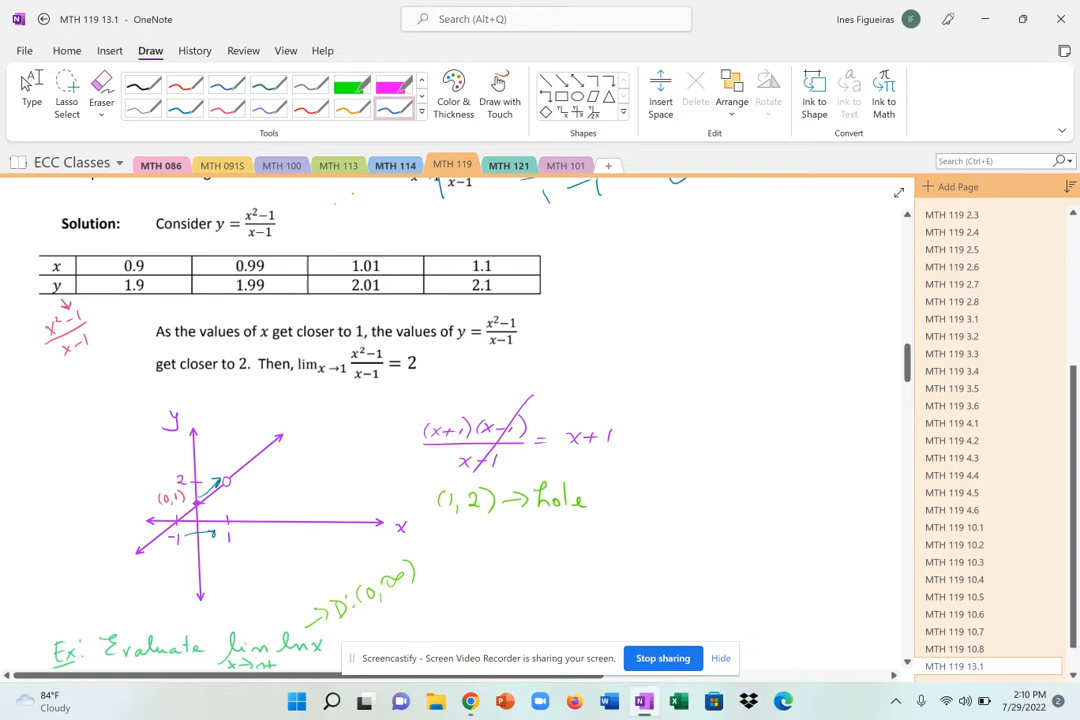 MTH 119 13.1 - OneNote
Search (Alt+Q)
Ines Figueiras IF
File Home Insert Draw History Review View Help
Type
Lasso Select
Eraser
Color & Thickness
Draw with Touch
Insert Space
Delete
Arrange
Rotate
Ink to Shape
Ink to Text
Ink to Math
Tools Shapes Edit Convert
ECC Classes MTH 086 MTH 091S MTH 100 MTH 113 MTH 114 MTH 119 MTH 121 MTH 101
Search (Ctrl+E)
Add Page
x−1
Solution: Consider y = x²−1/x−1
x 0.9 0.99 1.01 1.1
y 1.9 1.99 2.01 2.1
x²-1/x-1
As the values of x get closer to 1, the values of y = x²−1/x−1
get closer to 2. Then, lim x→1 x²−1/x−1 = 2
y
2
(0,1)
-1 1
x
(x+1)(x-1)/x-1 = x+1
(1,2) → hole
→ D: (0,∞)
Ex: Evaluate lim lnx
x→0+
MTH 119 2.3
MTH 119 2.4
MTH 119 2.5
MTH 119 2.6
MTH 119 2.7
MTH 119 2.8
MTH 119 3.1
MTH 119 3.2
MTH 119 3.3
MTH 119 3.4
MTH 119 3.5
MTH 119 3.6
MTH 119 4.1
MTH 119 4.2
MTH 119 4.3
MTH 119 4.4
MTH 119 4.5
MTH 119 4.6
MTH 119 10.1
MTH 119 10.2
MTH 119 10.3
MTH 119 10.4
MTH 119 10.5
MTH 119 10.6
MTH 119 10.7
MTH 119 10.8
MTH 119 13.1
Screencastify - Screen Video Recorder is sharing your screen. Stop sharing Hide
84°F
Cloudy
2:10 PM
7/29/2022
2